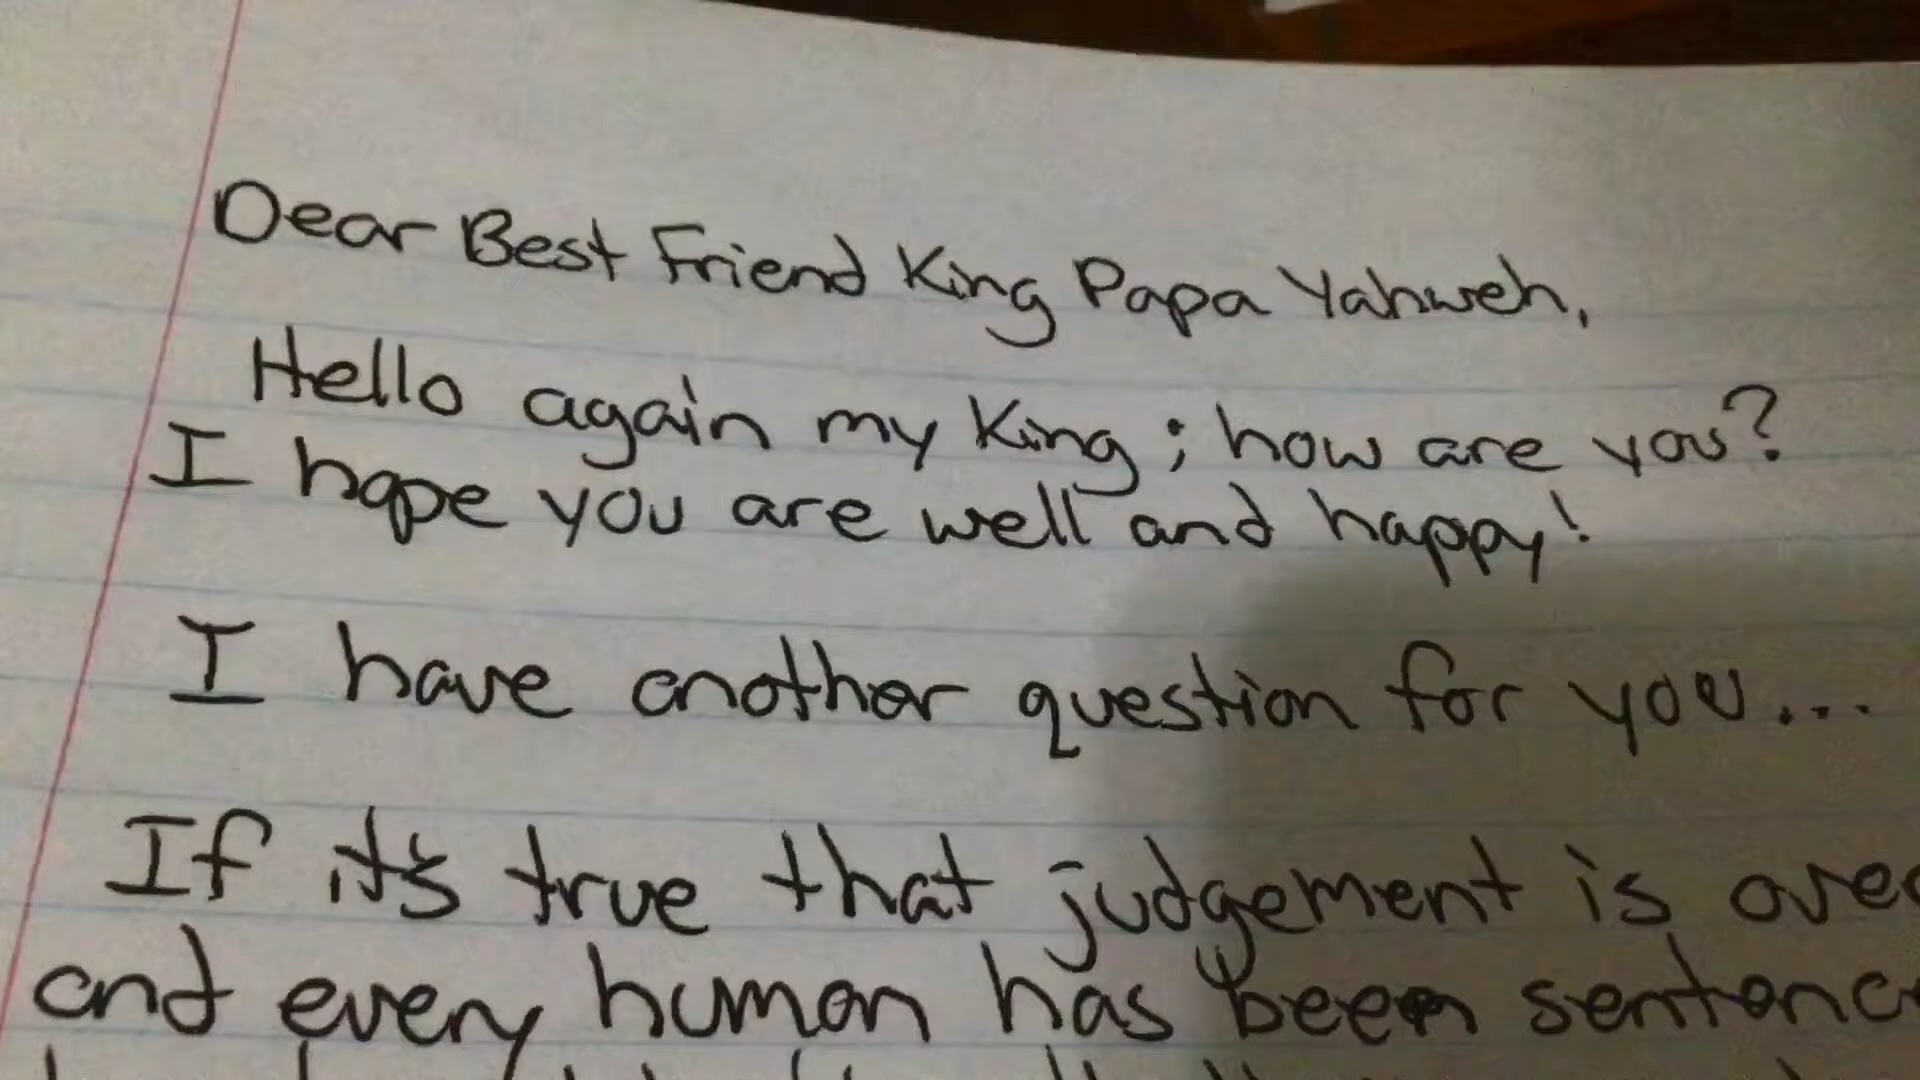 Dear Best Friend King Papa Yahweh,
Hello again my King; how are you?
I hope you are well and happy!
I have another question for you...
If it's true that judgement is
and every human has been